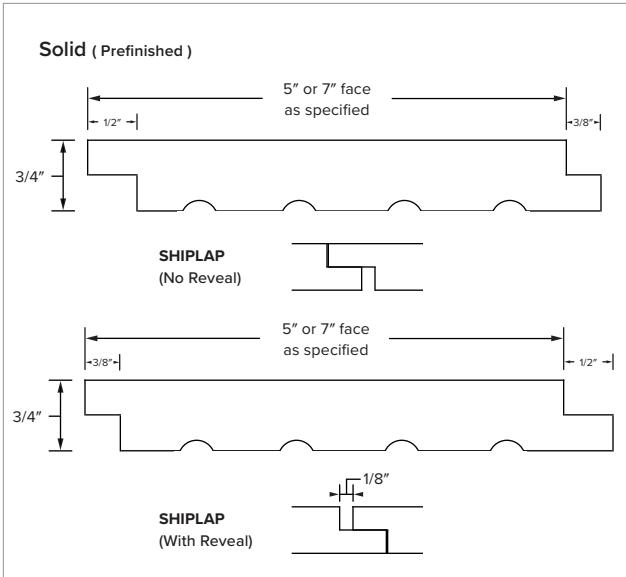 Solid ( Prefinished )
5″ or 7″ face
as specified
1/2″
3/8″
3/4″
SHIPLAP
(No Reveal)
5″ or 7″ face
as specified
3/8″
1/2″
3/4″
1/8″
SHIPLAP
(With Reveal)